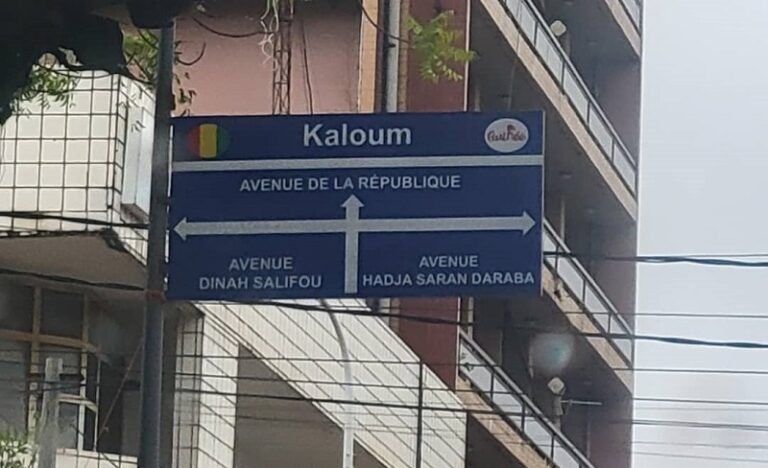 Kaloum
AVENUE DE LA RÉPUBLIQUE
AVENUE
DINAH SALIFOU
AVENUE
HADJA SARAN DARABA